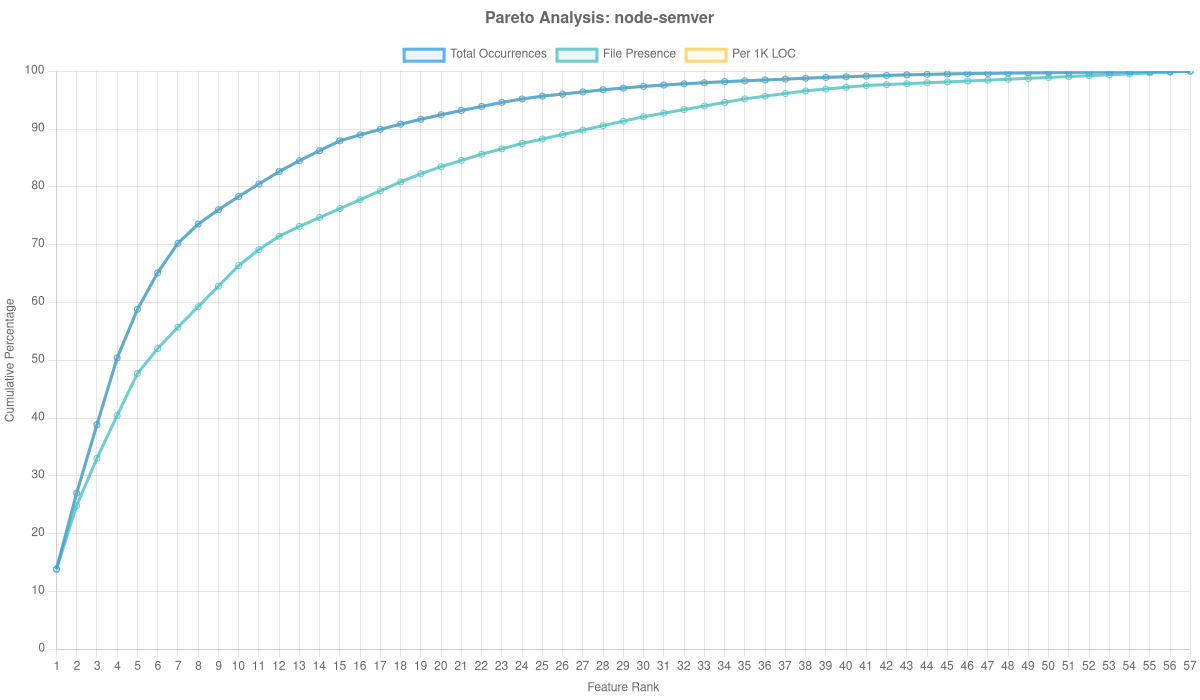 Pareto Analysis: node-semver
Total Occurrences File Presence Per 1K LOC
100
90
80
70
60
50
40
30
20
10
0
Cumulative Percentage
1 2 3 4 5 6 7 8 9 10 11 12 13 14 15 16 17 18 19 20 21 22 23 24 25 26 27 28 29 30 31 32 33 34 35 36 37 38 39 40 41 42 43 44 45 46 47 48 49 50 51 52 53 54 55 56 57
Feature Rank